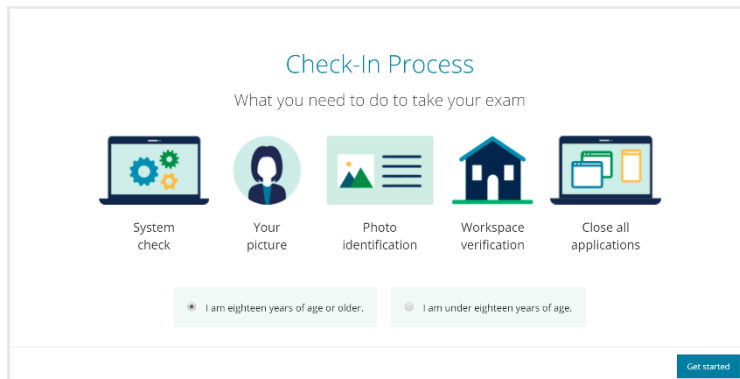 Check-In Process
What you need to do to take your exam
System
check
Your
picture
Photo
identification
Workspace
verification
Close all
applications
I am eighteen years of age or older.
I am under eighteen years of age.
Get started